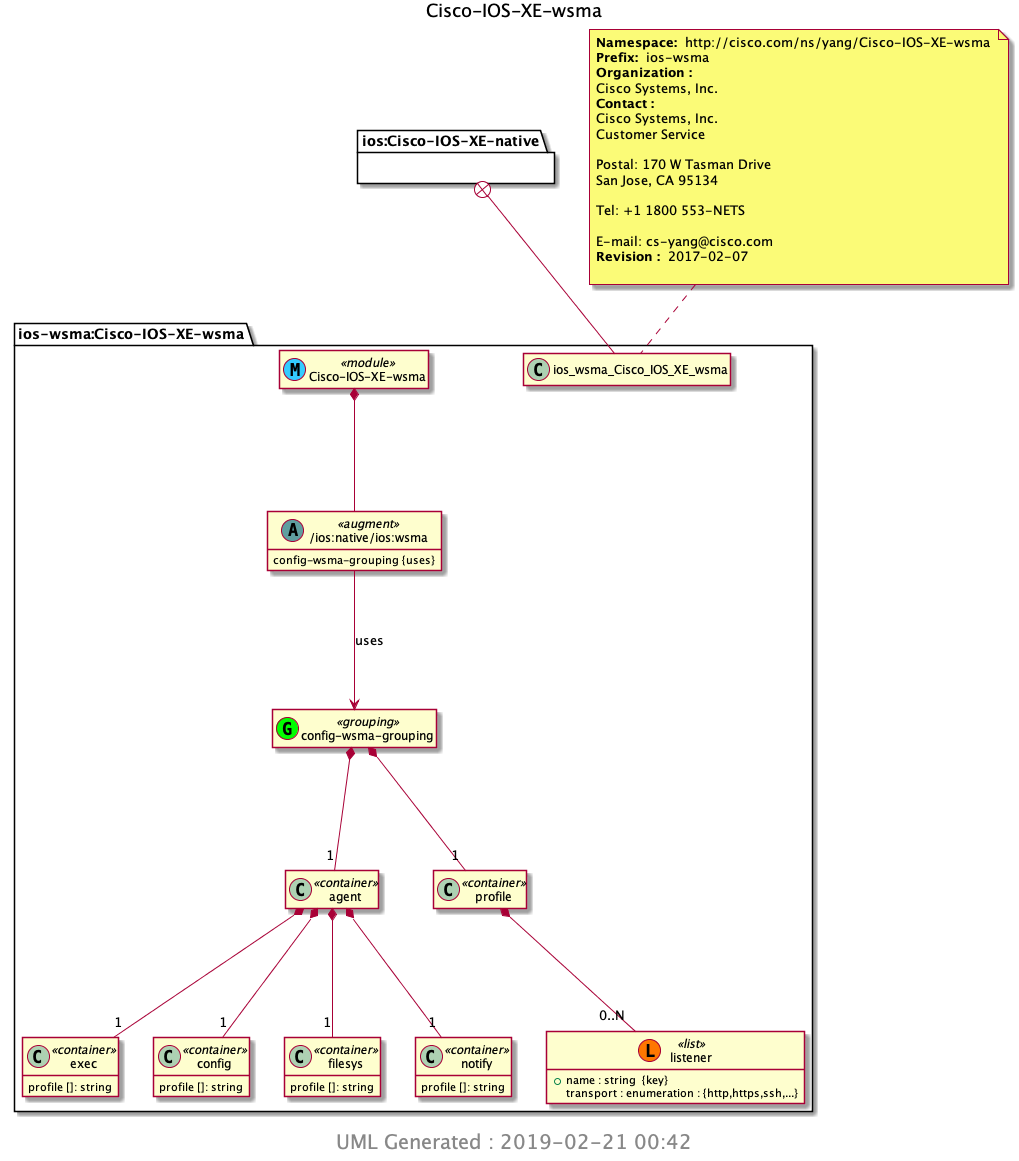 Cisco-IOS-XE-wsma
Namespace: http://cisco.com/ns/yang/Cisco-IOS-XE-wsma
Prefix: ios-wsma
Organization :
Cisco Systems, Inc.
Contact :
Cisco Systems, Inc.
Customer Service
Postal: 170 W Tasman Drive
San Jose, CA 95134
Tel: +1 1800 553-NETS
E-mail: cs-yang@cisco.com
Revision : 2017-02-07
ios:Cisco-IOS-XE-native
ios-wsma:Cisco-IOS-XE-wsma
M
«module»
Cisco-IOS-XE-wsma
C ios_wsma_Cisco_IOS_XE_wsma
A
«augment»
/ios:native/ios:wsma
config-wsma-grouping {uses}
uses
G
«grouping»
config-wsma-grouping
1
1
C
«container»
agent
C
«container»
profile
1
1
1
1
0..N
C
«container»
exec
profile []: string
C
«container»
config
profile []: string
C
«container»
filesys
profile []: string
C
«container»
notify
profile []: string
L
«list»
listener
name : string {key}
transport : enumeration : {http,https,ssh,...}
UML Generated : 2019-02-21 00:42